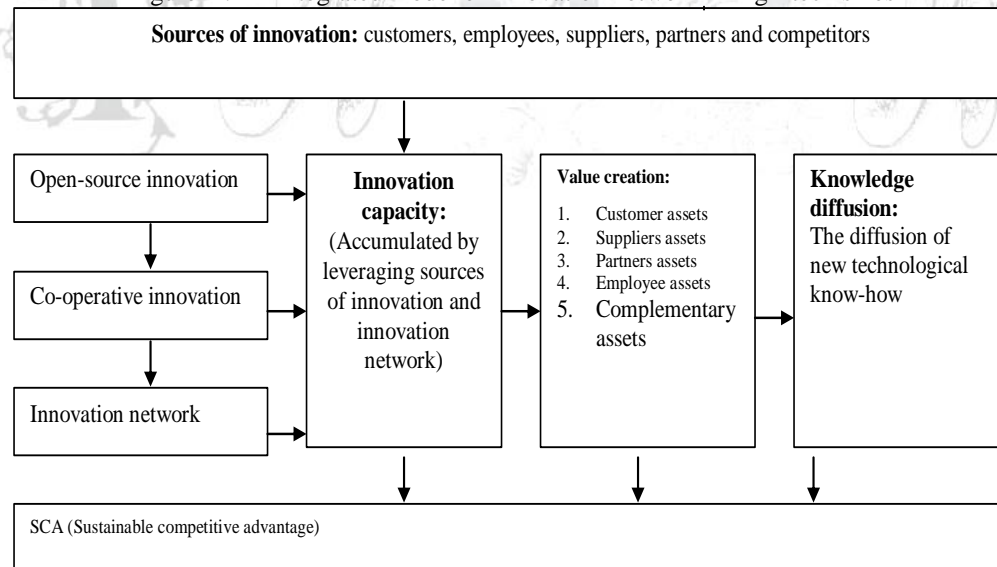 Sources of innovation: customers, employees, suppliers, partners and competitors
Open-source innovation
Co-operative innovation
Innovation network
Innovation
capacity:
(Accumulated by
leveraging sources
of innovation and
innovation
network)
Value creation:
1. Customer assets
2. Suppliers assets
3. Partners assets
4. Employee assets
5. Complementary
assets
Knowledge
diffusion:
The diffusion of
new technological
know-how
SCA (Sustainable competitive advantage)